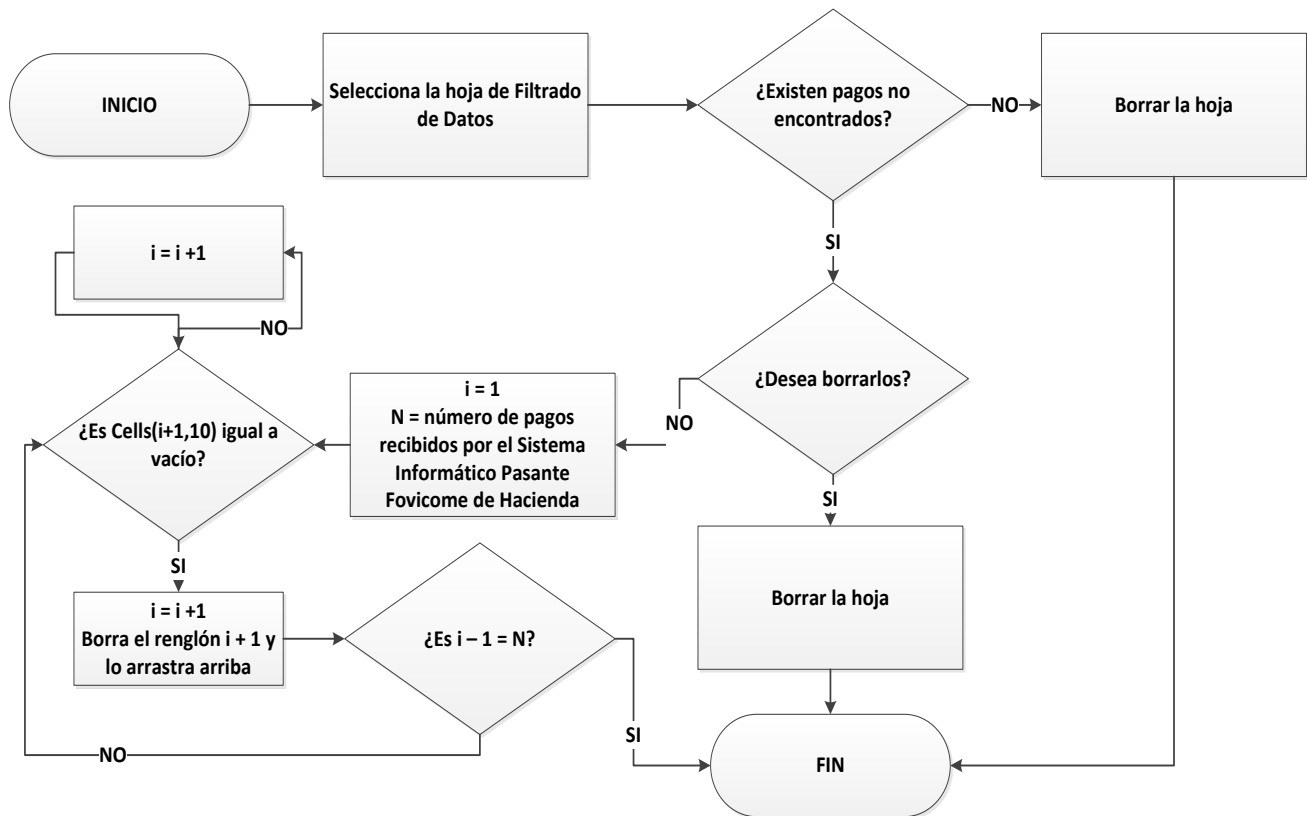 INICIO
Selecciona la hoja de Filtrado
de Datos
¿Existen pagos no
encontrados?
NO
Borrar la hoja
SI
i = i +1
NO
¿Desea borrarlos?
NO
i = 1
N = número de pagos
recibidos por el Sistema
Informático Pasante
Fovicome de Hacienda
¿Es Cells(i+1,10) igual a
vacío?
SI
SI
i = i +1
Borra el renglón i + 1 y
lo arrastra arriba
¿Es i – 1 = N?
Borrar la hoja
NO
SI
FIN